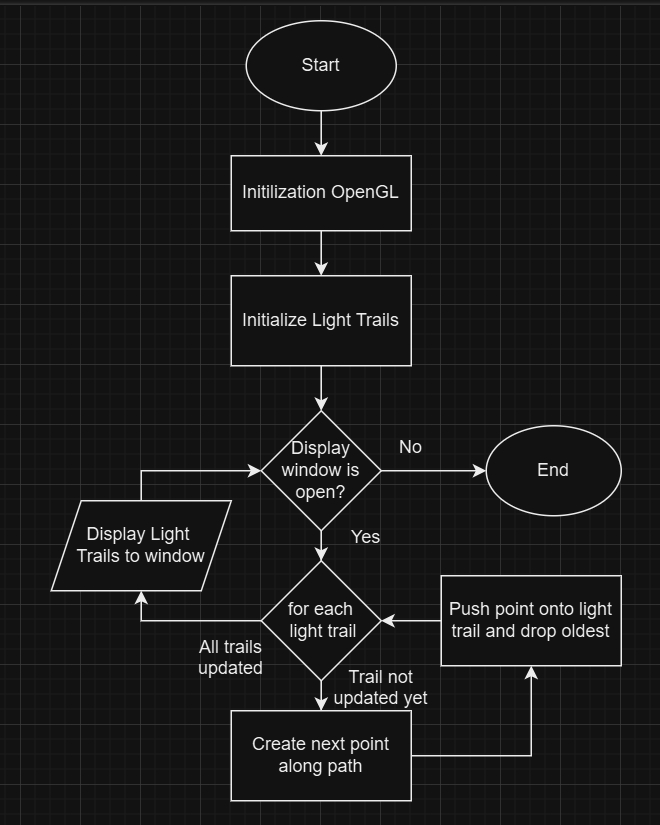 Start
Initilization OpenGL
Initialize Light Trails
Display
window is
open?
No
End
Yes
Display Light
Trails to window
for each
light trail
Push point onto light
trail and drop oldest
All trails
updated
Trail not
updated yet
Create next point
along path